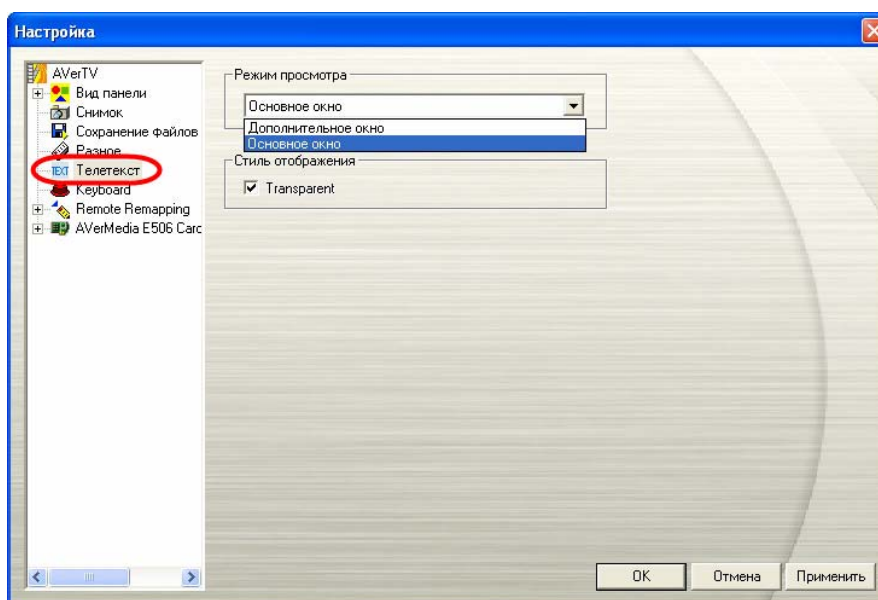 Настройка
AVerTV
Вид панели
Снимок
Сохранение файлов
Разное
TEXT Телетекст
Keyboard
Remote Remapping
AVerMedia E506 Carc
Режим просмотра
Основное окно
Дополнительное окно
Основное окно
Стиль отображения
Transparent
OK
Отмена
Применить